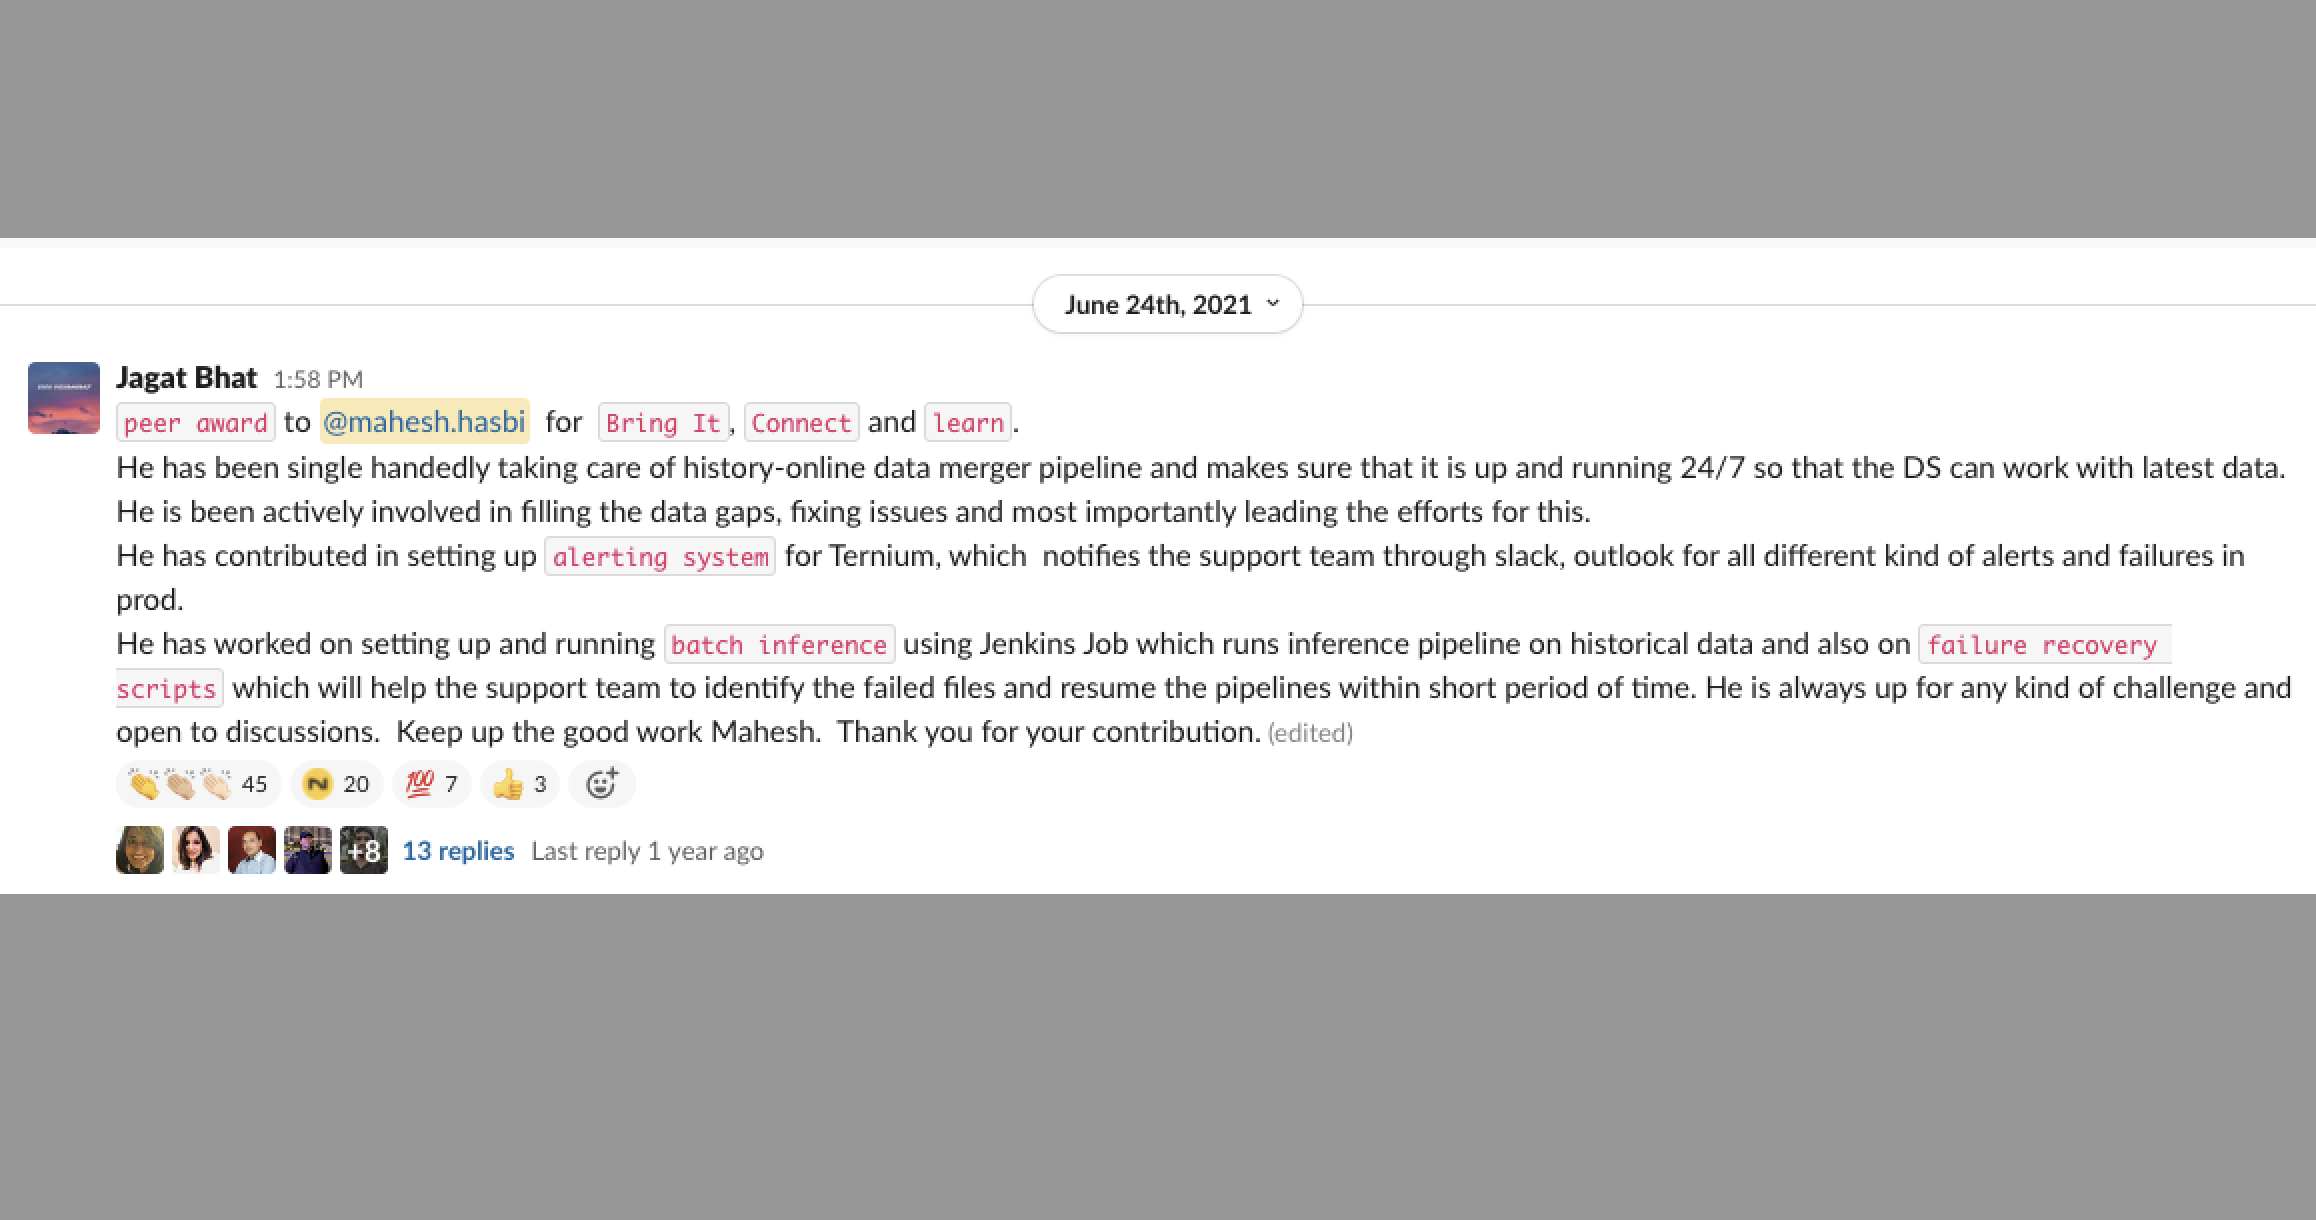 June 24th, 2021
Jagat Bhat 1:58 PM
peer award to @mahesh.hasbi for Bring It, Connect and learn.
He has been single handedly taking care of history-online data merger pipeline and makes sure that it is up and running 24/7 so that the DS can work with latest data.
He is been actively involved in filling the data gaps, fixing issues and most importantly leading the efforts for this.
He has contributed in setting up alerting system for Ternium, which notifies the support team through slack, outlook for all different kind of alerts and failures in
prod.
He has worked on setting up and running batch inference using Jenkins Job which runs inference pipeline on historical data and also on failure recovery
scripts which will help the support team to identify the failed files and resume the pipelines within short period of time. He is always up for any kind of challenge and
open to discussions. Keep up the good work Mahesh. Thank you for your contribution. (edited)
👏👏🏽👏🏻 45 N 20 💯 7 👍 3
+8 13 replies Last reply 1 year ago